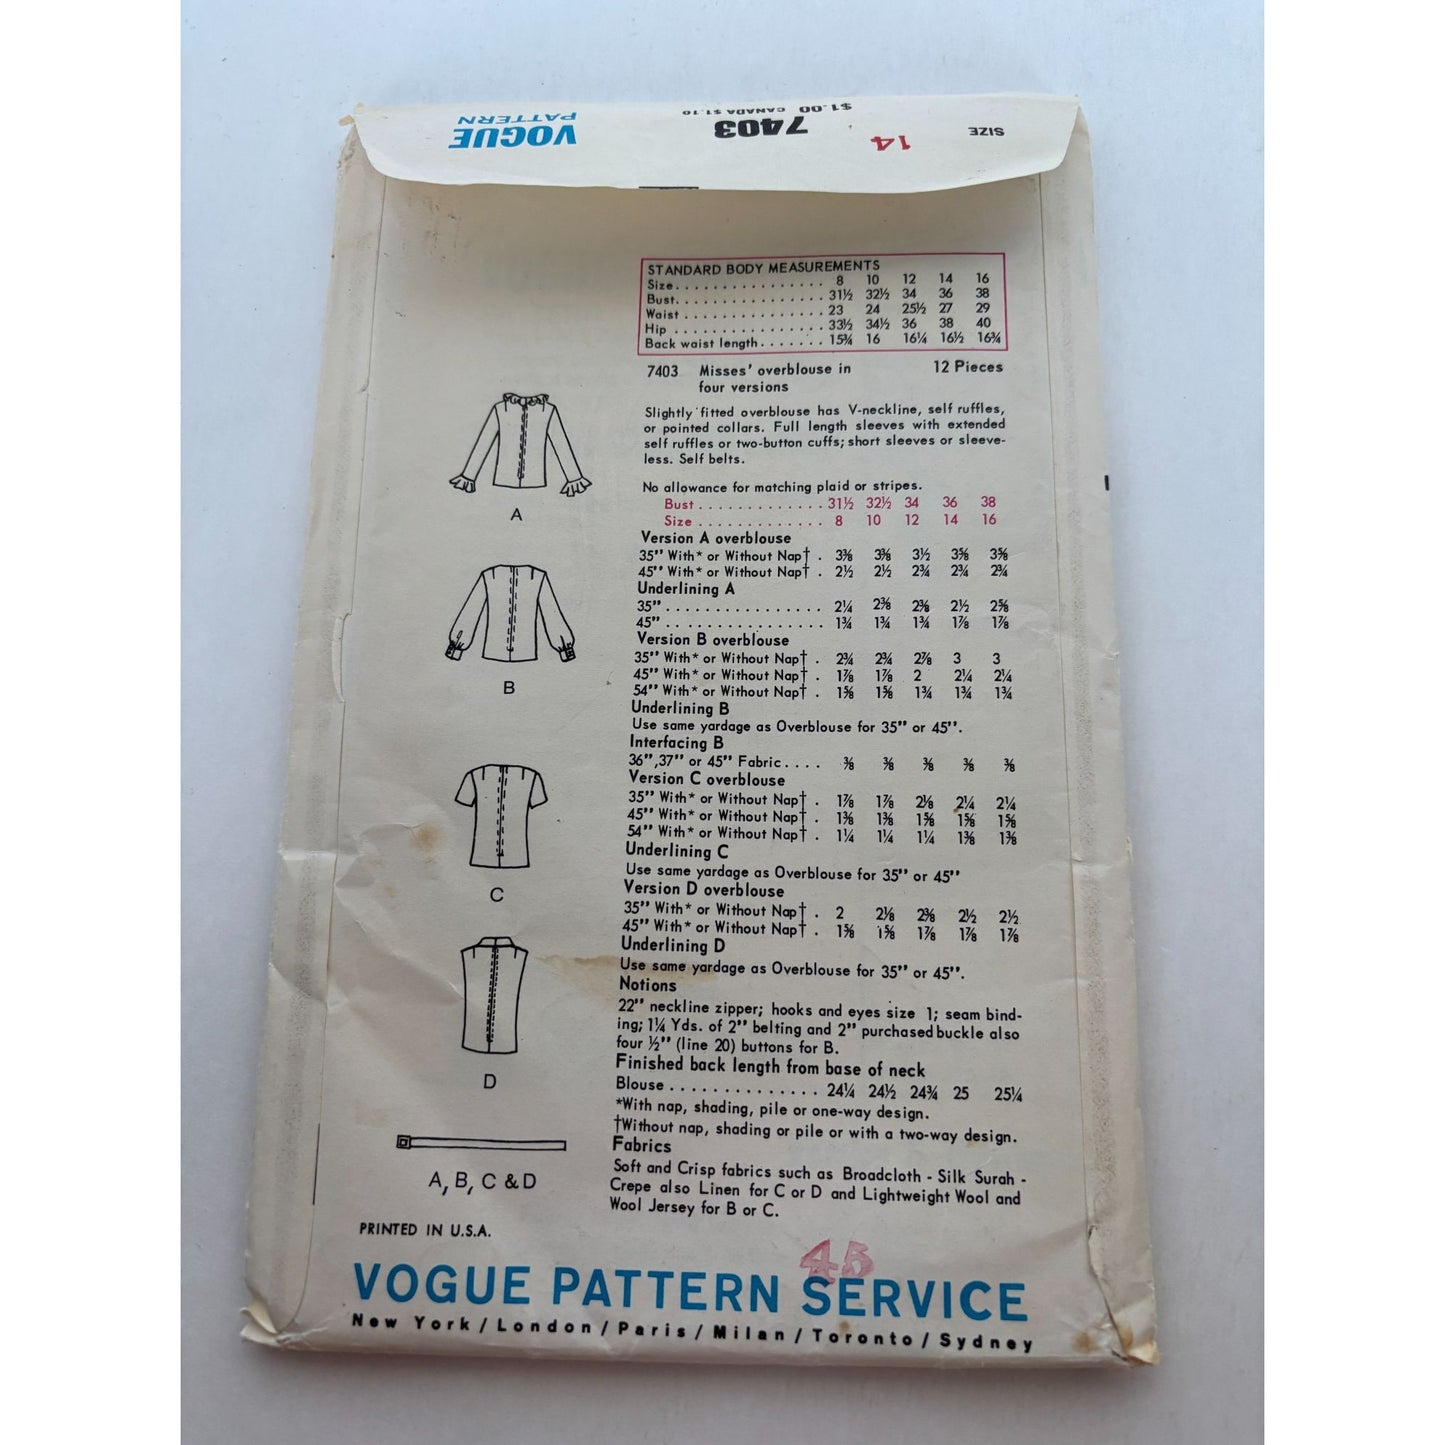 SIZE 14 7403 $1.00 CANADA $1.10 VOGUE
PATTERN
STANDARD BODY MEASUREMENTS
Size................ 8 10 12 14 16
Bust................ 31½ 32½ 34 36 38
Waist............... 23 24 25½ 27 29
Hip................ 33½ 34½ 36 38 40
Back waist length....... 15¾ 16 16¼ 16½ 16¾
7403 Misses' overblouse in 12 Pieces
four versions
Slightly fitted overblouse has V-neckline, self ruffles,
or pointed collars. Full length sleeves with extended
self ruffles or two-button cuffs; short sleeves or sleeve-
less. Self belts.
No allowance for matching plaid or stripes.
Bust............. 31½ 32½ 34 36 38
Size............. 8 10 12 14 16
Version A overblouse
35" With* or Without Nap†. 3⅜ 3⅜ 3½ 3⅝ 3⅝
45" With* or Without Nap†. 2½ 2½ 2¾ 2¾ 2¾
Underlining A
35"................ 2¼ 2⅜ 2⅜ 2½ 2⅝
45"................ 1¾ 1¾ 1¾ 1⅞ 1⅞
Version B overblouse
35" With* or Without Nap†. 2¾ 2¾ 2⅞ 3 3
45" With* or Without Nap†. 1⅞ 1⅞ 2 2¼ 2¼
54" With* or Without Nap†. 1⅝ 1⅝ 1¾ 1¾ 1¾
Underlining B
Use same yardage as Overblouse for 35" or 45".
Interfacing B
36",37" or 45" Fabric.... ⅜ ⅜ ⅜ ⅜ ⅜
Version C overblouse
35" With* or Without Nap†. 1⅞ 1⅞ 2⅛ 2¼ 2¼
45" With* or Without Nap†. 1⅜ 1⅜ 1⅝ 1⅝ 1⅝
54" With* or Without Nap†. 1¼ 1¼ 1¼ 1⅜ 1⅜
Underlining C
Use same yardage as Overblouse for 35" or 45"
Version D overblouse
35" With* or Without Nap†. 2 2⅛ 2⅜ 2½ 2½
45" With* or Without Nap†. 1⅝ 1⅝ 1⅞ 1⅞ 1⅞
Underlining D
Use same yardage as Overblouse for 35" or 45".
Notions
22" neckline zipper; hooks and eyes size 1; seam bind-
ing; 1¼ Yds. of 2" belting and 2" purchased buckle also
four ½" (line 20) buttons for B.
Finished back length from base of neck
Blouse............... 24¼ 24½ 24¾ 25 25¼
*With nap, shading, pile or one-way design.
†Without nap, shading or pile or with a two-way design.
Fabrics
Soft and Crisp fabrics such as Broadcloth - Silk Surah -
Crepe also Linen for C or D and Lightweight Wool and
Wool Jersey for B or C.
A
B
C
D
A, B, C & D
PRINTED IN U.S.A.
45
VOGUE PATTERN SERVICE
New York / London / Paris / Milan / Toronto / Sydney